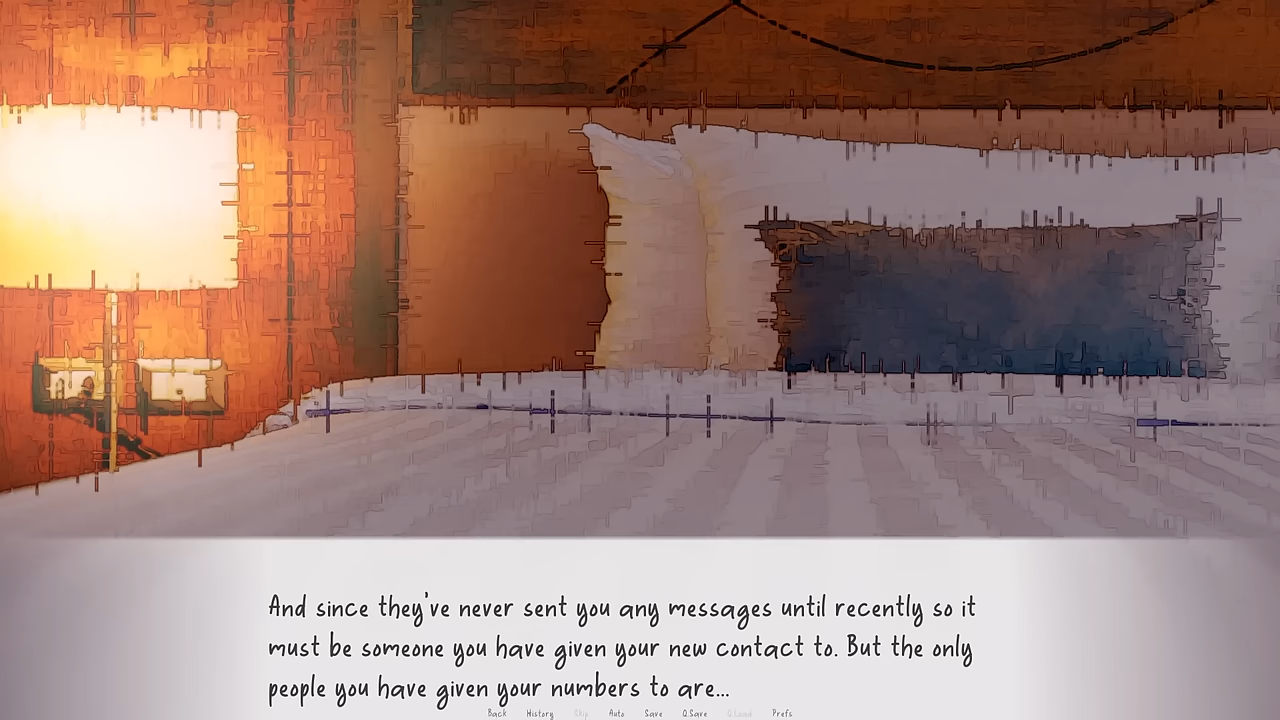 And since they've never sent you any messages until recently so it
must be someone you have given your new contact to. But the only
people you have given your numbers to are...
Back History Skip Auto Save Q.Save Q.Load Prefs